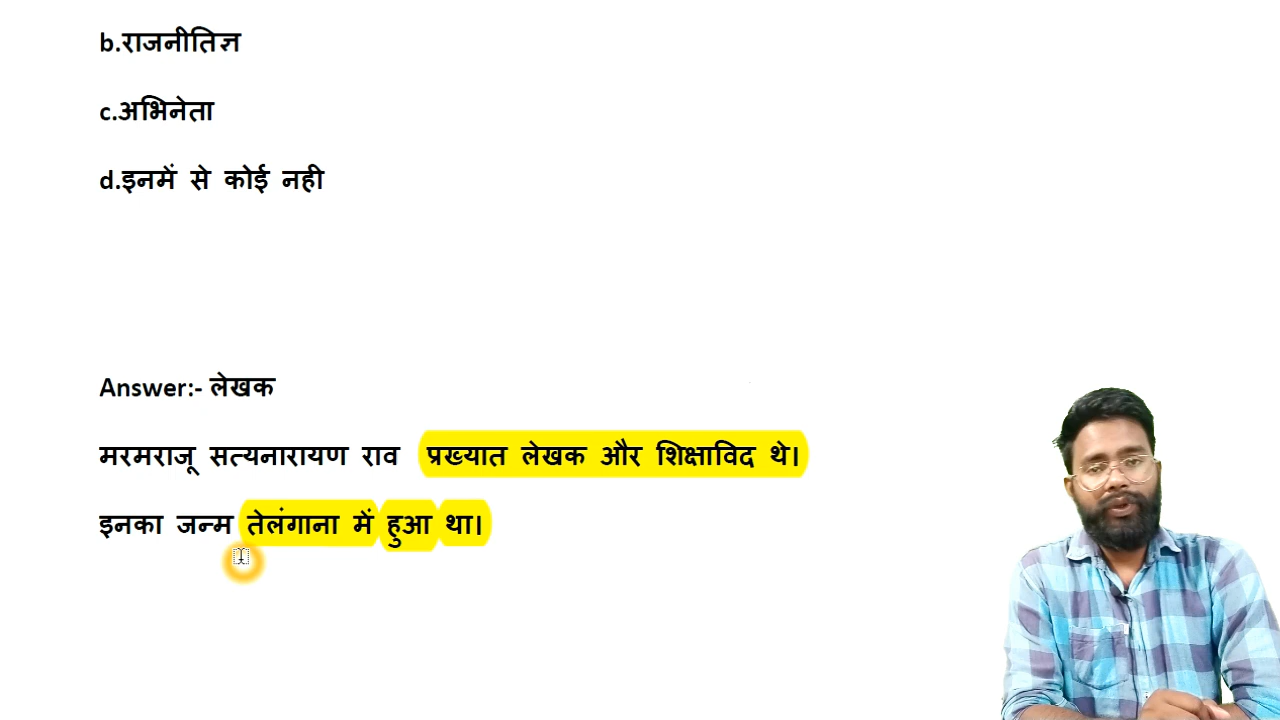 b.राजनीतिज्ञ
c.अभिनेता
d.इनमें से कोई नही
Answer:- लेखक
मरमराजू सत्यनारायण राव प्रख्यात लेखक और शिक्षाविद थे।
इनका जन्म तेलंगाना में हुआ था।